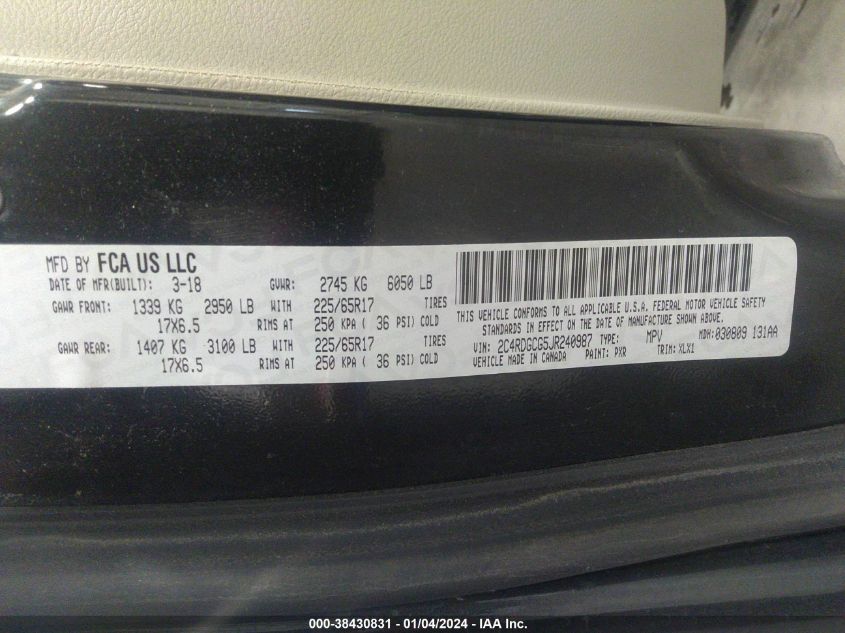 MFD BY FCA US LLC
DATE OF MFR(BUILT): 3-18 GVWR: 2745 KG 6050 LB
GAWR FRONT: 1339 KG 2950 LB WITH 225/65R17 TIRES
17X6.5 RIMS AT 250 KPA ( 36 PSI) COLD
GAWR REAR: 1407 KG 3100 LB WITH 225/65R17 TIRES
17X6.5 RIMS AT 250 KPA ( 36 PSI) COLD
THIS VEHICLE CONFORMS TO ALL APPLICABLE U.S.A. FEDERAL MOTOR VEHICLE SAFETY
STANDARDS IN EFFECT ON THE DATE OF MANUFACTURE SHOWN ABOVE.
VIN: 2C4RDGCG5JR240987 TYPE: MPV MDH:030809 131AA
VEHICLE MADE IN CANADA PAINT: PXR TRIM: XLX1
000-38430831 - 01/04/2024 - IAA Inc.